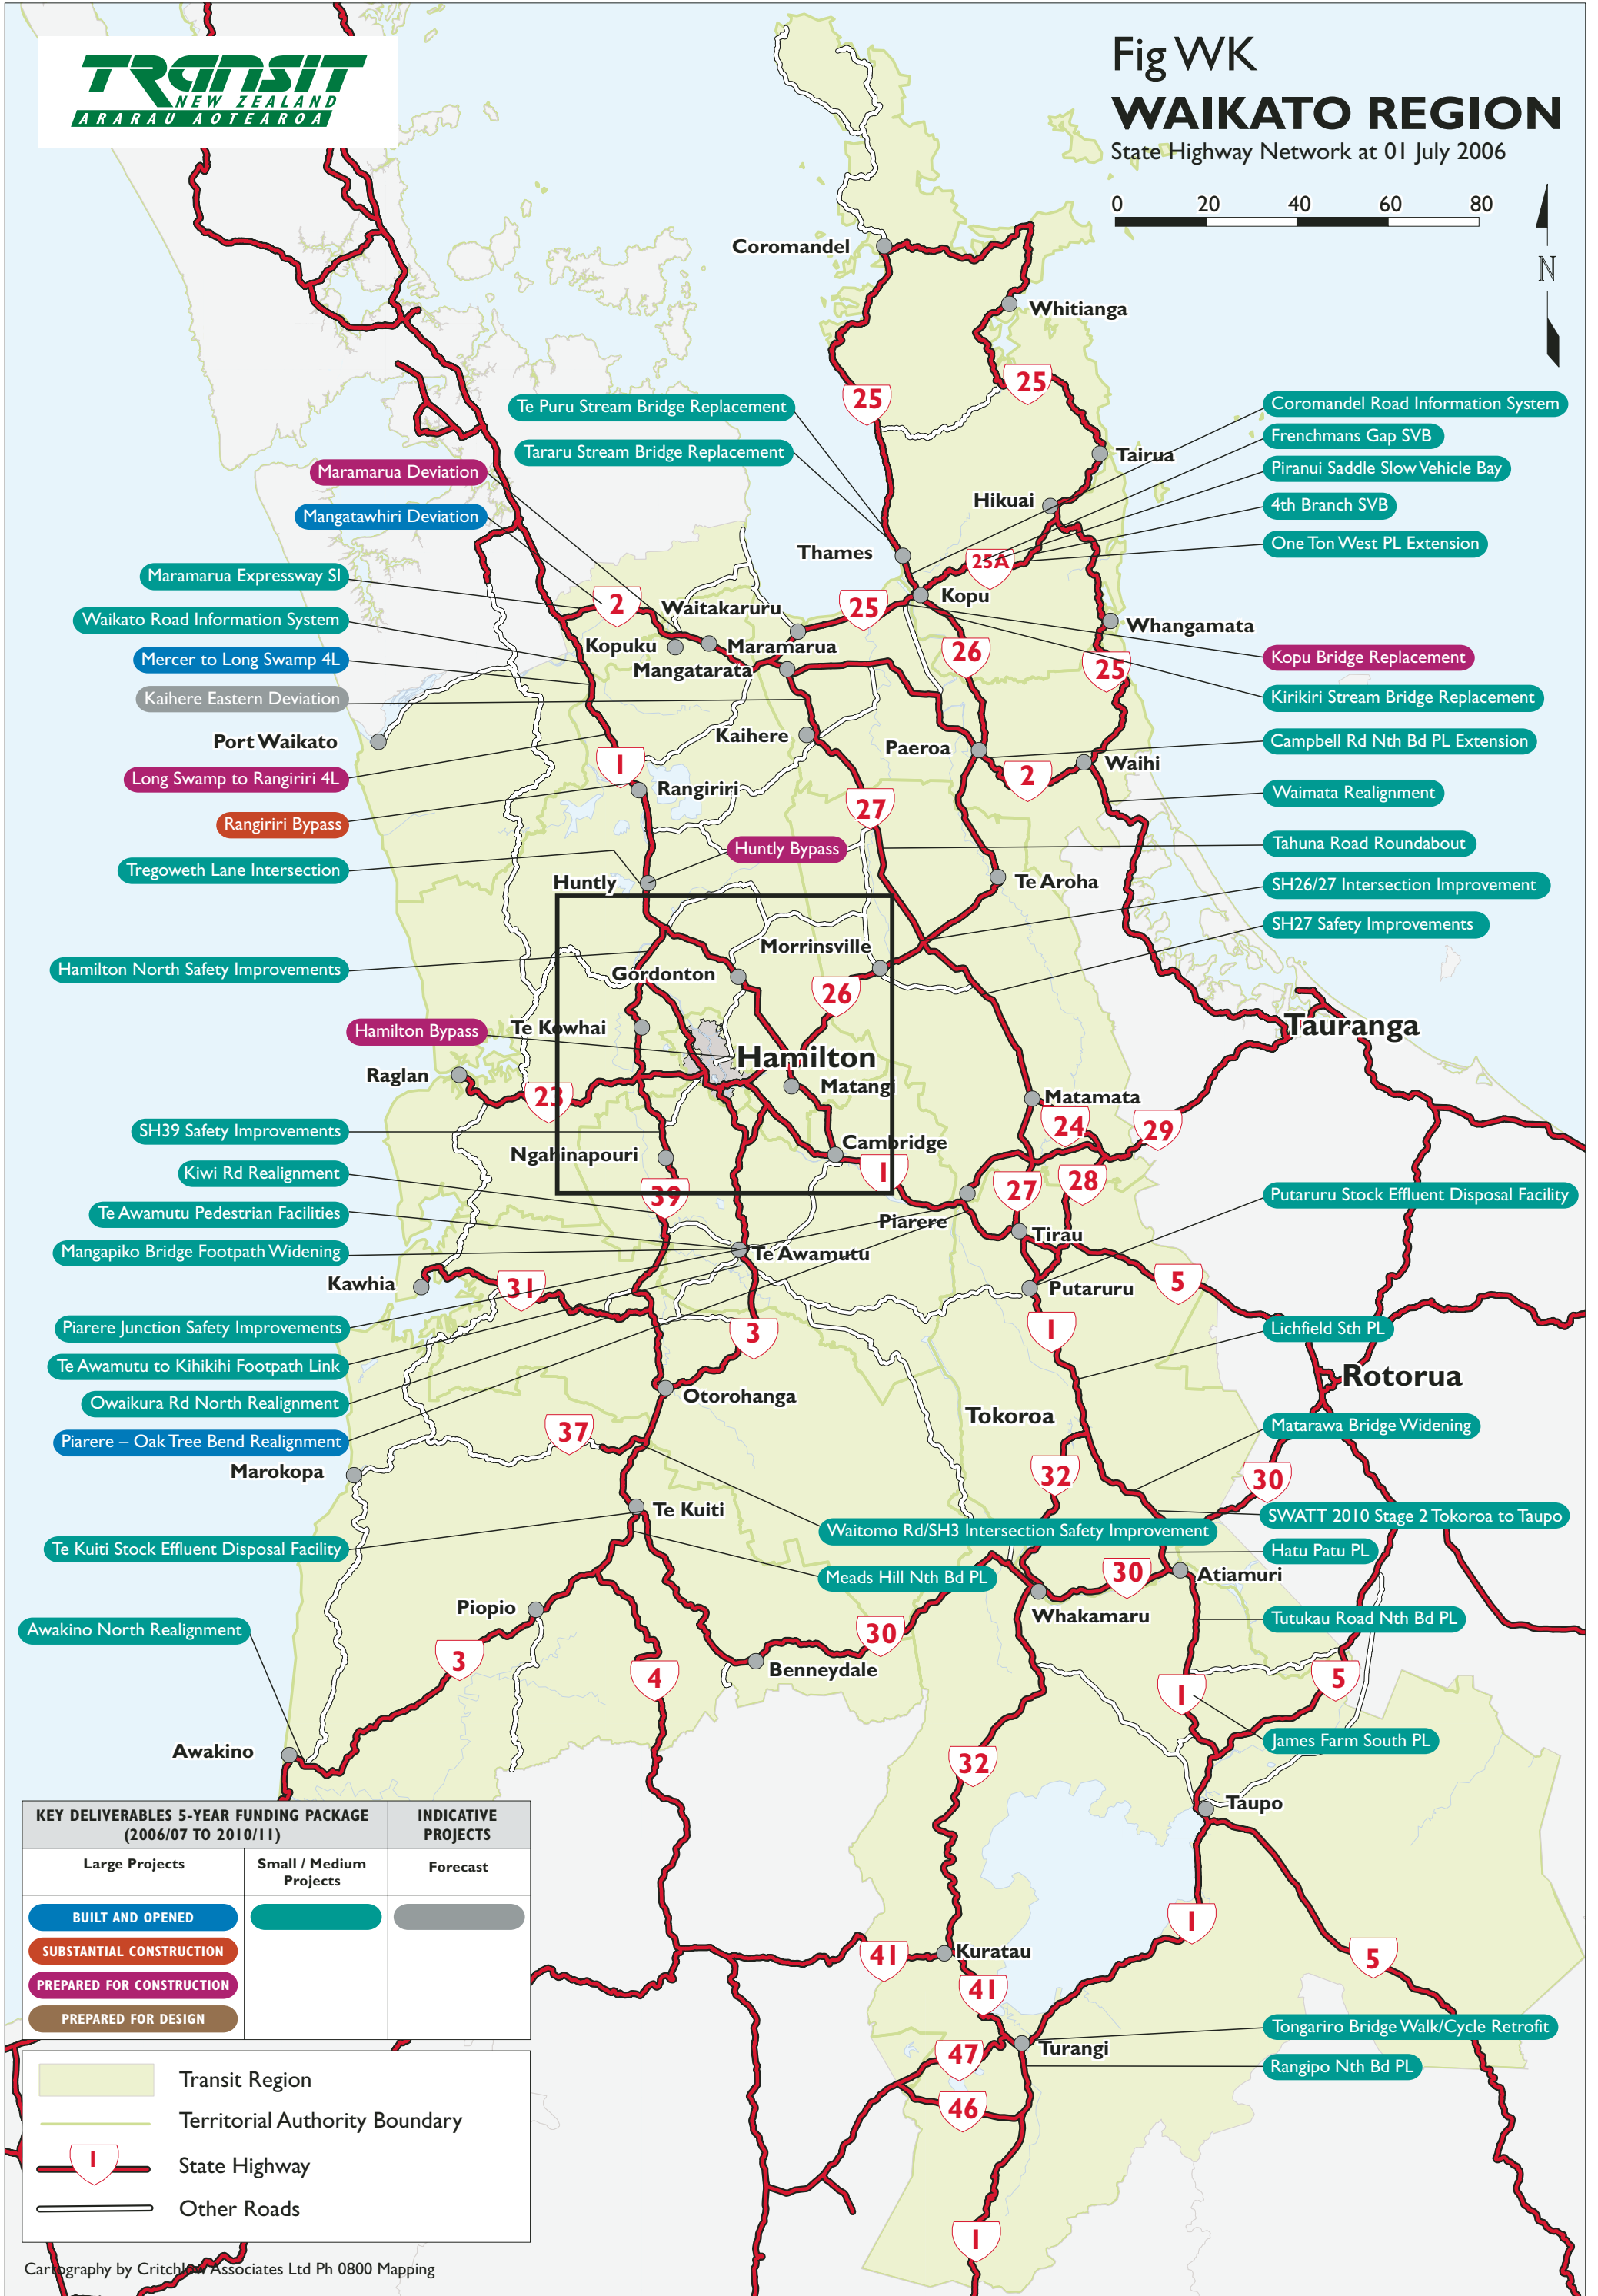 TRANSIT
NEW ZEALAND
ARARAU AOTEAROA
Fig WK
WAIKATO REGION
State Highway Network at 01 July 2006
0 20 40 60 80
N
Coromandel
Whitianga
25
25
Te Puru Stream Bridge Replacement
Coromandel Road Information System
Frenchmans Gap SVB
Tararu Stream Bridge Replacement
Tairua
Piranui Saddle Slow Vehicle Bay
Maramarua Deviation
Hikuai
4th Branch SVB
Mangatawhiri Deviation
One Ton West PL Extension
Thames
25A
Maramarua Expressway SI
Kopu
2
Waitakaruru
25
Waikato Road Information System
Whangamata
Kopuku
Maramarua
26
Kopu Bridge Replacement
Mercer to Long Swamp 4L
Mangatarata
25
Kaihere Eastern Deviation
Kirikiri Stream Bridge Replacement
Port Waikato
Kaihere
Paeroa
Campbell Rd Nth Bd PL Extension
Waihi
Long Swamp to Rangiriri 4L
1
2
Rangiriri
Waimata Realignment
27
Rangiriri Bypass
Huntly Bypass
Tahuna Road Roundabout
Tregoweth Lane Intersection
Huntly
Te Aroha
SH26/27 Intersection Improvement
SH27 Safety Improvements
Morrinsville
Hamilton North Safety Improvements
Gordonton
26
Hamilton Bypass
Te Kowhai
Tauranga
Hamilton
Raglan
Matangi
23
Matamata
SH39 Safety Improvements
24
29
Cambridge
Ngahinapouri
Kiwi Rd Realignment
1
28
39
27
Putaruru Stock Effluent Disposal Facility
Te Awamutu Pedestrian Facilities
Piarere
Tirau
Mangapiko Bridge Footpath Widening
Te Awamutu
Kawhia
31
5
Putaruru
Piarere Junction Safety Improvements
3
1
Lichfield Sth PL
Te Awamutu to Kihikihi Footpath Link
Rotorua
Owaikura Rd North Realignment
Otorohanga
Tokoroa
Matarawa Bridge Widening
Piarere – Oak Tree Bend Realignment
37
Marokopa
32
30
Te Kuiti
SWATT 2010 Stage 2 Tokoroa to Taupo
Waitomo Rd/SH3 Intersection Safety Improvement
Te Kuiti Stock Effluent Disposal Facility
Hatu Patu PL
Meads Hill Nth Bd PL
30
Atiamuri
Piopio
Whakamaru
Tutukau Road Nth Bd PL
Awakino North Realignment
30
3
Benneydale
4
5
1
James Farm South PL
Awakino
32
Taupo
KEY DELIVERABLES 5-YEAR FUNDING PACKAGE
(2006/07 TO 2010/11)
INDICATIVE
PROJECTS
Large Projects
Small / Medium
Projects
Forecast
BUILT AND OPENED
SUBSTANTIAL CONSTRUCTION
PREPARED FOR CONSTRUCTION
PREPARED FOR DESIGN
1
41
Kuratau
5
41
Tongariro Bridge Walk/Cycle Retrofit
47
Turangi
Rangipo Nth Bd PL
46
1
Transit Region
Territorial Authority Boundary
1
State Highway
Other Roads
Cartography by Critchlow Associates Ltd Ph 0800 Mapping